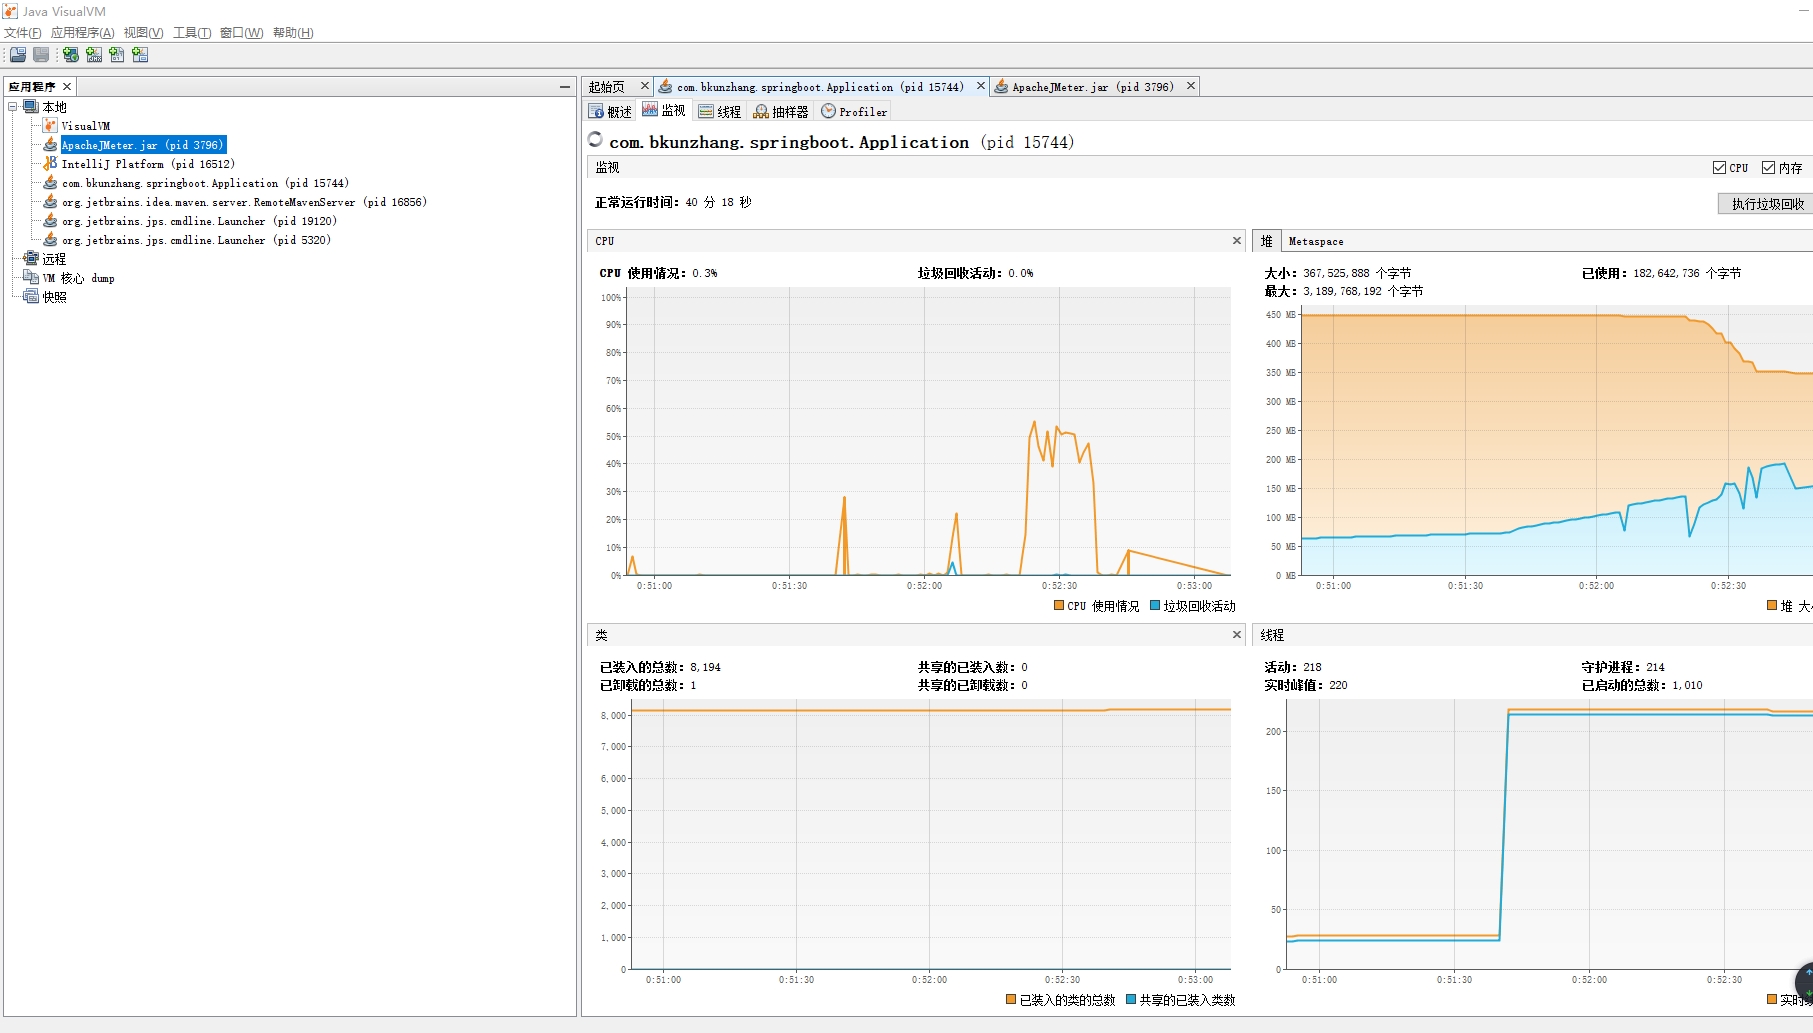 Java VisualVM
文件(F) 应用程序(A) 视图(V) 工具(T) 窗口(W) 帮助(H)
应用程序
本地
VisualVM
ApacheJMeter.jar (pid 3796)
IntelliJ Platform (pid 16512)
com.bkunzhang.springboot.Application (pid 15744)
org.jetbrains.idea.maven.server.RemoteMavenServer (pid 16856)
org.jetbrains.jps.cmdline.Launcher (pid 19120)
org.jetbrains.jps.cmdline.Launcher (pid 5320)
远程
VM 核心 dump
快照
起始页 com.bkunzhang.springboot.Application (pid 15744) ApacheJMeter.jar (pid 3796)
概述 监视 线程 抽样器 Profiler
com.bkunzhang.springboot.Application (pid 15744)
监视 CPU 内存
正常运行时间: 40 分 18 秒 执行垃圾回收
CPU
CPU 使用情况: 0.3% 垃圾回收活动: 0.0%
100%
90%
80%
70%
60%
50%
40%
30%
20%
10%
0%
0:51:00 0:51:30 0:52:00 0:52:30 0:53:00
CPU 使用情况 垃圾回收活动
堆 Metaspace
大小: 367,525,888 个字节 已使用: 182,642,736 个字节
最大: 3,189,768,192 个字节
450 MB
400 MB
350 MB
300 MB
250 MB
200 MB
150 MB
100 MB
50 MB
0 MB
0:51:00 0:51:30 0:52:00 0:52:30
堆 大
类
已装入的总数: 8,194 共享的已装入数: 0
已卸载的总数: 1 共享的已卸载数: 0
8,000
7,000
6,000
5,000
4,000
3,000
2,000
1,000
0
0:51:00 0:51:30 0:52:00 0:52:30 0:53:00
已装入的类的总数 共享的已装入类数
线程
活动: 218 守护进程: 214
实时峰值: 220 已启动的总数: 1,010
200
150
100
50
0
0:51:00 0:51:30 0:52:00 0:52:30
实时